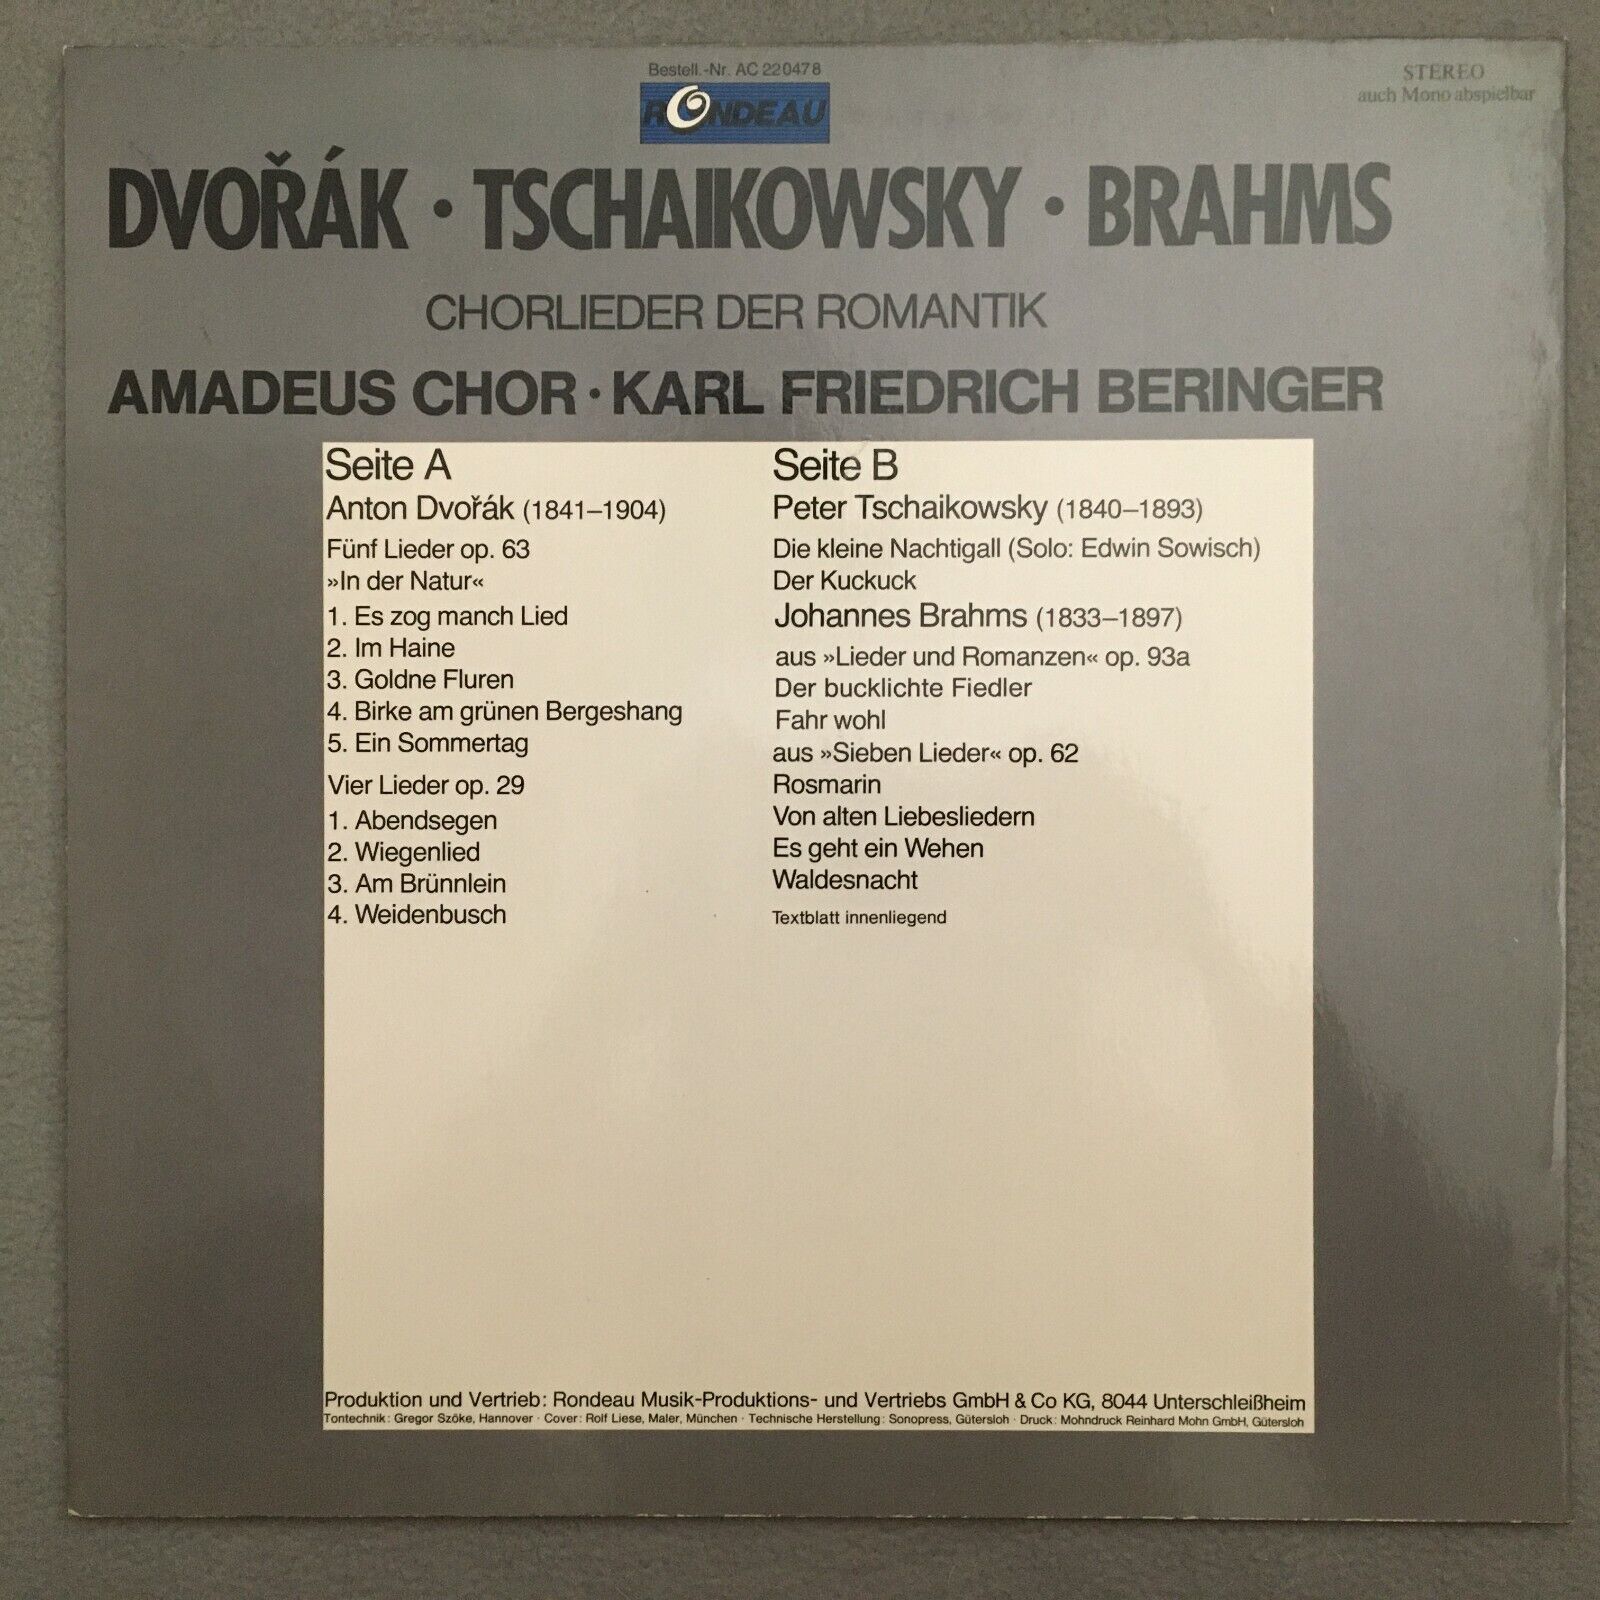 Bestell.-Nr. AC 220478
RONDEAU
STEREO
auch Mono abspielbar
DVOŘÁK · TSCHAIKOWSKY · BRAHMS
CHORLIEDER DER ROMANTIK
AMADEUS CHOR · KARL FRIEDRICH BERINGER
Seite A
Anton Dvořák (1841–1904)
Fünf Lieder op. 63
»In der Natur«
1. Es zog manch Lied
2. Im Haine
3. Goldne Fluren
4. Birke am grünen Bergeshang
5. Ein Sommertag
Vier Lieder op. 29
1. Abendsegen
2. Wiegenlied
3. Am Brünnlein
4. Weidenbusch
Seite B
Peter Tschaikowsky (1840–1893)
Die kleine Nachtigall (Solo: Edwin Sowisch)
Der Kuckuck
Johannes Brahms (1833–1897)
aus »Lieder und Romanzen« op. 93a
Der bucklichte Fiedler
Fahr wohl
aus »Sieben Lieder« op. 62
Rosmarin
Von alten Liebesliedern
Es geht ein Wehen
Waldesnacht
Textblatt innenliegend
Produktion und Vertrieb: Rondeau Musik-Produktions- und Vertriebs GmbH & Co KG, 8044 Unterschleißheim
Tontechnik: Gregor Szöke, Hannover · Cover: Rolf Liese, Maler, München · Technische Herstellung: Sonopress, Gütersloh · Druck: Mohndruck Reinhard Mohn GmbH, Gütersloh